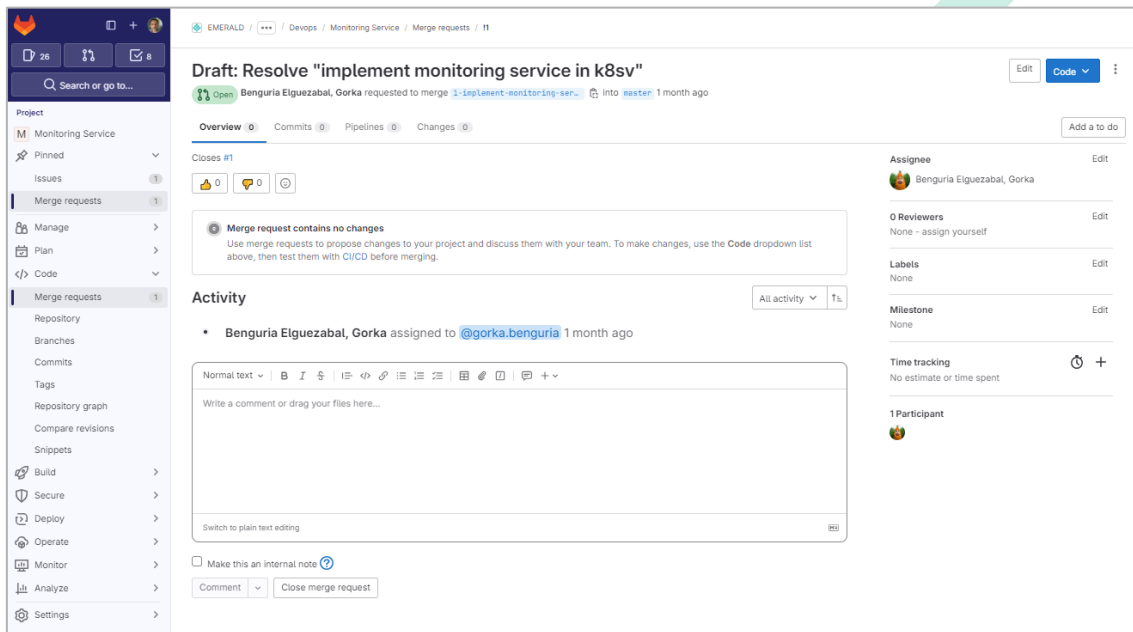 EMERALD / ••• / Devops / Monitoring Service / Merge requests / !1
26
8
Search or go to...
Project
M Monitoring Service
Pinned
Issues 1
Merge requests 1
Manage
Plan
Code
Merge requests 1
Repository
Branches
Commits
Tags
Repository graph
Compare revisions
Snippets
Build
Secure
Deploy
Operate
Monitor
Analyze
Settings
Draft: Resolve "implement monitoring service in k8sv"
Edit
Code
Open Benguria Elguezabal, Gorka requested to merge 1-implement-monitoring-ser… into master 1 month ago
Overview 0 Commits 0 Pipelines 0 Changes 0
Add a to do
Closes #1
0 0
Merge request contains no changes
Use merge requests to propose changes to your project and discuss them with your team. To make changes, use the Code dropdown list
above, then test them with CI/CD before merging.
Activity
All activity
• Benguria Elguezabal, Gorka assigned to @gorka.benguria 1 month ago
Normal text B I S
Write a comment or drag your files here...
Switch to plain text editing
Make this an internal note ?
Comment
Close merge request
Assignee Edit
Benguria Elguezabal, Gorka
0 Reviewers Edit
None - assign yourself
Labels Edit
None
Milestone Edit
None
Time tracking
No estimate or time spent
1 Participant